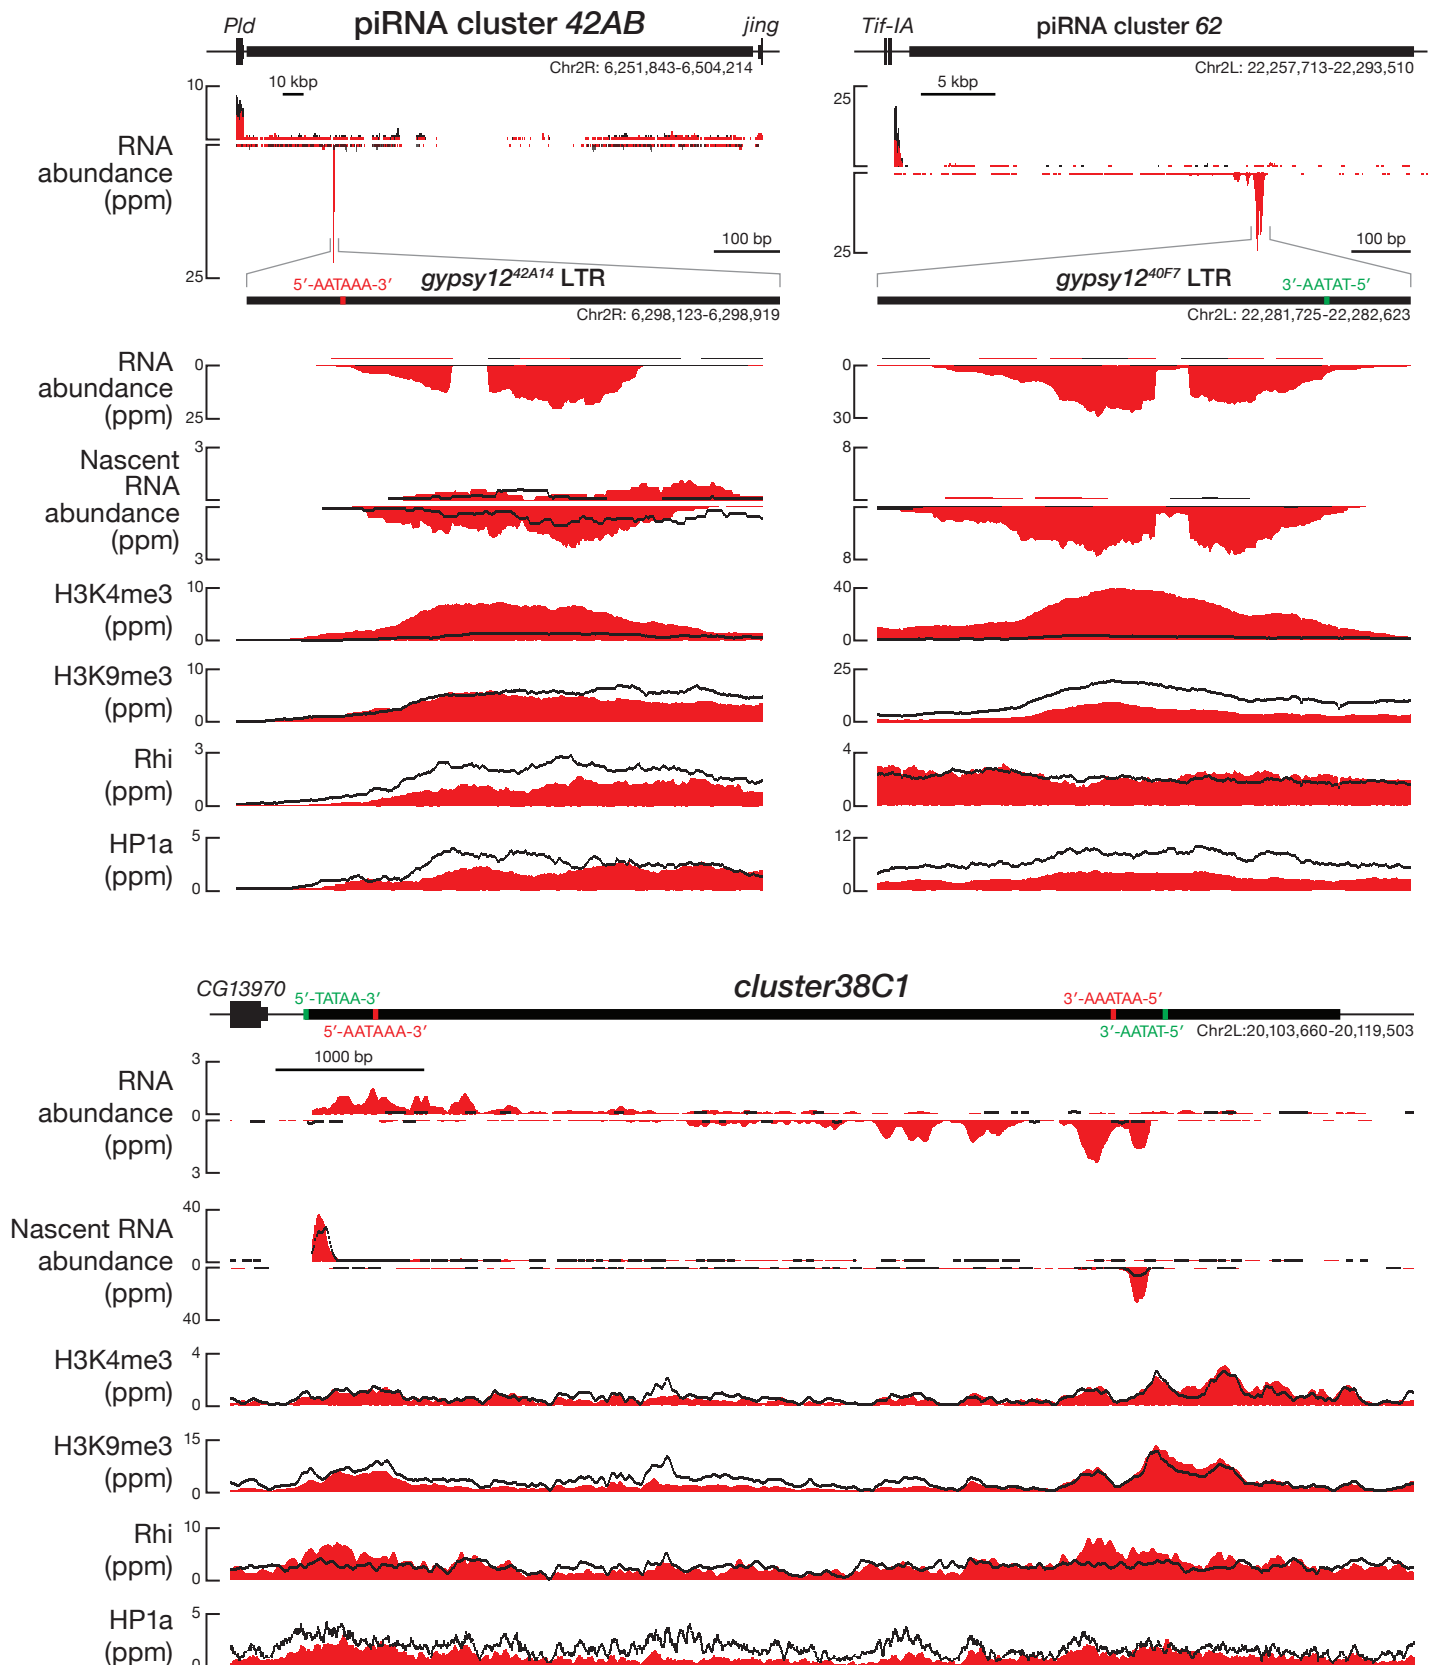 Pld
piRNA cluster 42AB
jing
Chr2R: 6,251,843-6,504,214
10 kbp
10
RNA
abundance
(ppm)
25
100 bp
5′-AATAAA-3′
gypsy12^42A14 LTR
Chr2R: 6,298,123-6,298,919
Tif-IA
piRNA cluster 62
Chr2L: 22,257,713-22,293,510
5 kbp
25
25
100 bp
gypsy12^40F7 LTR
3′-AATAT-5′
Chr2L: 22,281,725-22,282,623
RNA
abundance
(ppm)
0
25
0
30
Nascent
RNA
abundance
(ppm)
3
3
8
8
H3K4me3
(ppm)
10
0
40
0
H3K9me3
(ppm)
10
0
25
0
Rhi
(ppm)
3
0
4
0
HP1a
(ppm)
5
0
12
0
CG13970
5′-TATAA-3′
cluster38C1
3′-AAATAA-5′
5′-AATAAA-3′
3′-AATAT-5′
Chr2L:20,103,660-20,119,503
1000 bp
RNA
abundance
(ppm)
3
0
3
Nascent RNA
abundance
(ppm)
40
0
40
H3K4me3
(ppm)
4
0
H3K9me3
(ppm)
15
0
Rhi
(ppm)
10
0
HP1a
(ppm)
5
0